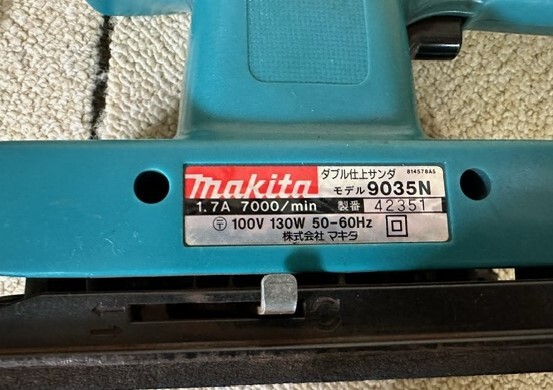 makita
ダブル仕上サンダ 814578A5
モデル 9035N
1.7A 7000/min 製番 42351
〒 100V 130W 50-60Hz
株式会社 マキタ